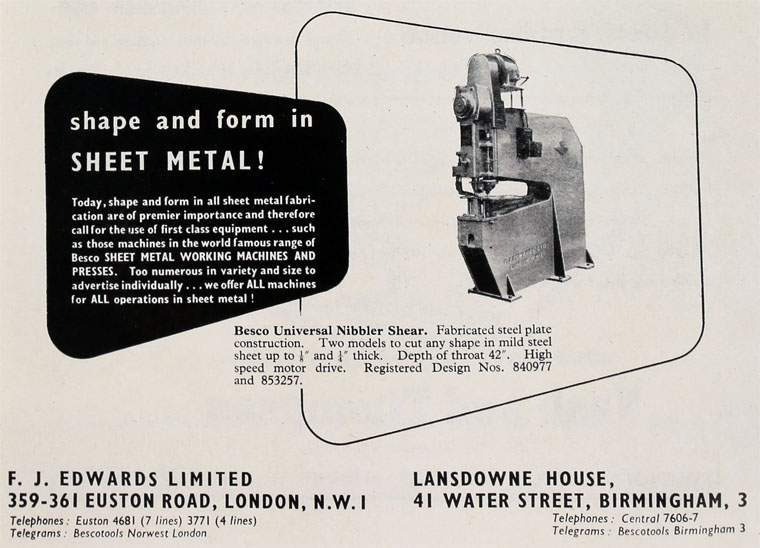 shape and form in
SHEET METAL!
Today, shape and form in all sheet metal fabri-
cation are of premier importance and therefore
call for the use of first class equipment . . . such
as those machines in the world famous range of
Besco SHEET METAL WORKING MACHINES AND
PRESSES. Too numerous in variety and size to
advertise individually . . . we offer ALL machines
for ALL operations in sheet metal !
Besco Universal Nibbler Shear. Fabricated steel plate
construction. Two models to cut any shape in mild steel
sheet up to ⅛″ and ¼″ thick. Depth of throat 42″. High
speed motor drive. Registered Design Nos. 840977
and 853257.
F. J. EDWARDS LIMITED
359-361 EUSTON ROAD, LONDON, N.W.1
Telephones : Euston 4681 (7 lines) 3771 (4 lines)
Telegrams : Bescotools Norwest London
LANSDOWNE HOUSE,
41 WATER STREET, BIRMINGHAM, 3
Telephones : Central 7606-7
Telegrams : Bescotools Birmingham 3